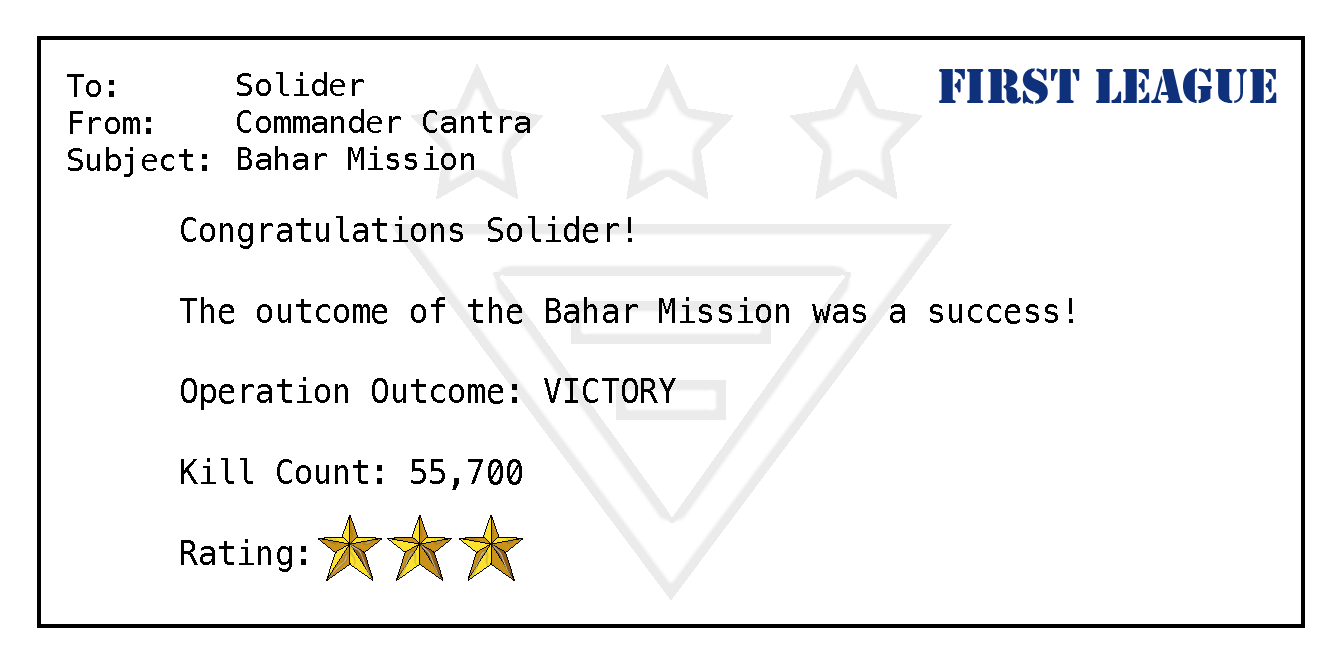 FIRST LEAGUE
To: Solider
From: Commander Cantra
Subject: Bahar Mission
Congratulations Solider!
The outcome of the Bahar Mission was a success!
Operation Outcome: VICTORY
Kill Count: 55,700
Rating: